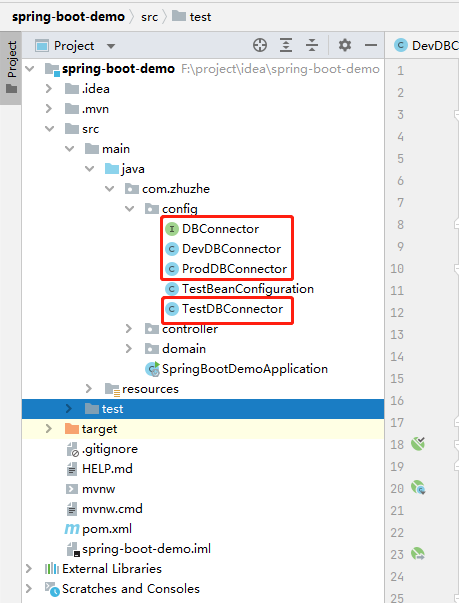 spring-boot-demo › src › test
Project
Project
DevDBC
spring-boot-demo F:\project\idea\spring-boot-demo
.idea
.mvn
src
main
java
com.zhuzhe
config
I DBConnector
C DevDBConnector
C ProdDBConnector
C TestBeanConfiguration
C TestDBConnector
controller
domain
SpringBootDemoApplication
resources
test
target
.gitignore
HELP.md
mvnw
mvnw.cmd
pom.xml
spring-boot-demo.iml
External Libraries
Scratches and Consoles
1
2
3
4
5
6
7
8
9
10
11
12
13
14
15
16
17
18
19
20
21
22
23
24
25